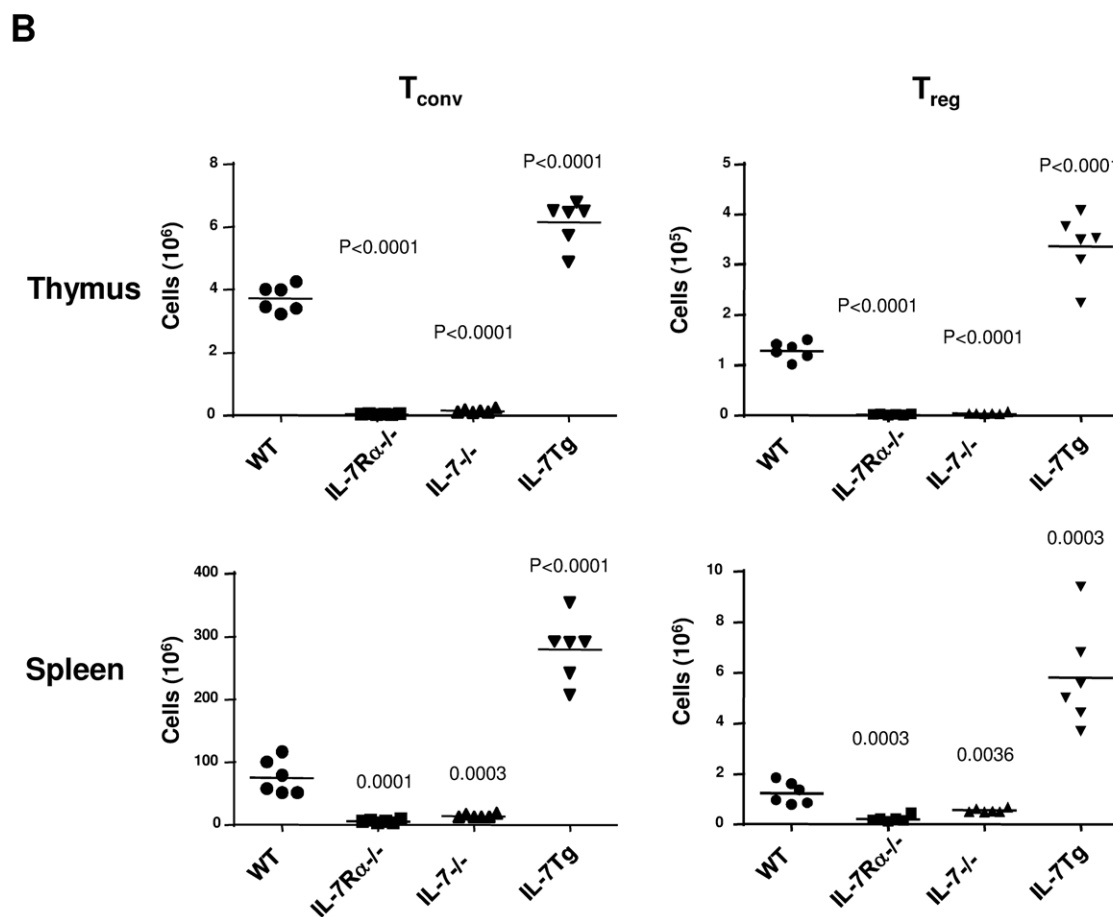 B
Tconv
Treg
Thymus
Cells (10⁶)
8
6
4
2
0
P<0.0001
P<0.0001
P<0.0001
WT
IL-7Rα-/-
IL-7-/-
IL-7Tg
Cells (10⁵)
5
4
3
2
1
0
P<0.0001
P<0.0001
P<0.0001
WT
IL-7Rα-/-
IL-7-/-
IL-7Tg
Spleen
Cells (10⁶)
400
300
200
100
0
0.0001
0.0003
P<0.0001
WT
IL-7Rα-/-
IL-7-/-
IL-7Tg
Cells (10⁶)
10
8
6
4
2
0
0.0003
0.0036
0.0003
WT
IL-7Rα-/-
IL-7-/-
IL-7Tg